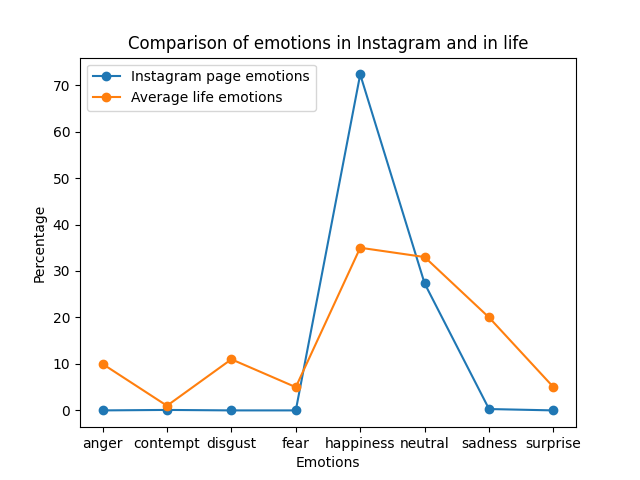 Comparison of emotions in Instagram and in life
Instagram page emotions
Average life emotions
Percentage
70
60
50
40
30
20
10
0
anger contempt disgust fear happiness neutral sadness surprise
Emotions